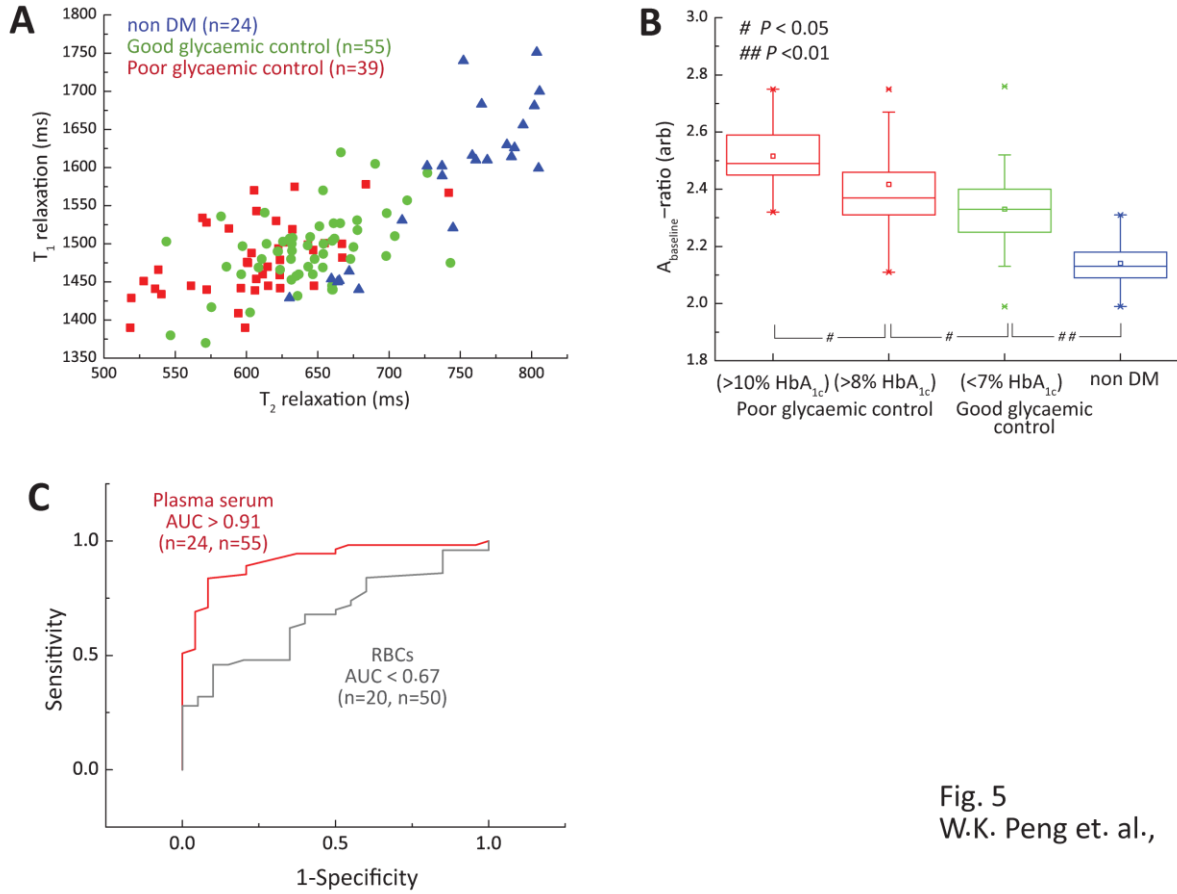 A
non DM (n=24)
Good glycaemic control (n=55)
Poor glycaemic control (n=39)
1800
1750
1700
1650
1600
1550
1500
1450
1400
1350
T1 relaxation (ms)
500 550 600 650 700 750 800
T2 relaxation (ms)
B
# P < 0.05
## P <0.01
3.0
2.8
2.6
2.4
2.2
2.0
1.8
Abaseline-ratio (arb)
# # ##
(>10% HbA1c) (>8% HbA1c) (<7% HbA1c) non DM
Poor glycaemic control Good glycaemic
control
C
Plasma serum
AUC > 0.91
(n=24, n=55)
RBCs
AUC < 0.67
(n=20, n=50)
1.0
0.5
0.0
Sensitivity
0.0 0.5 1.0
1-Specificity
Fig. 5
W.K. Peng et. al.,